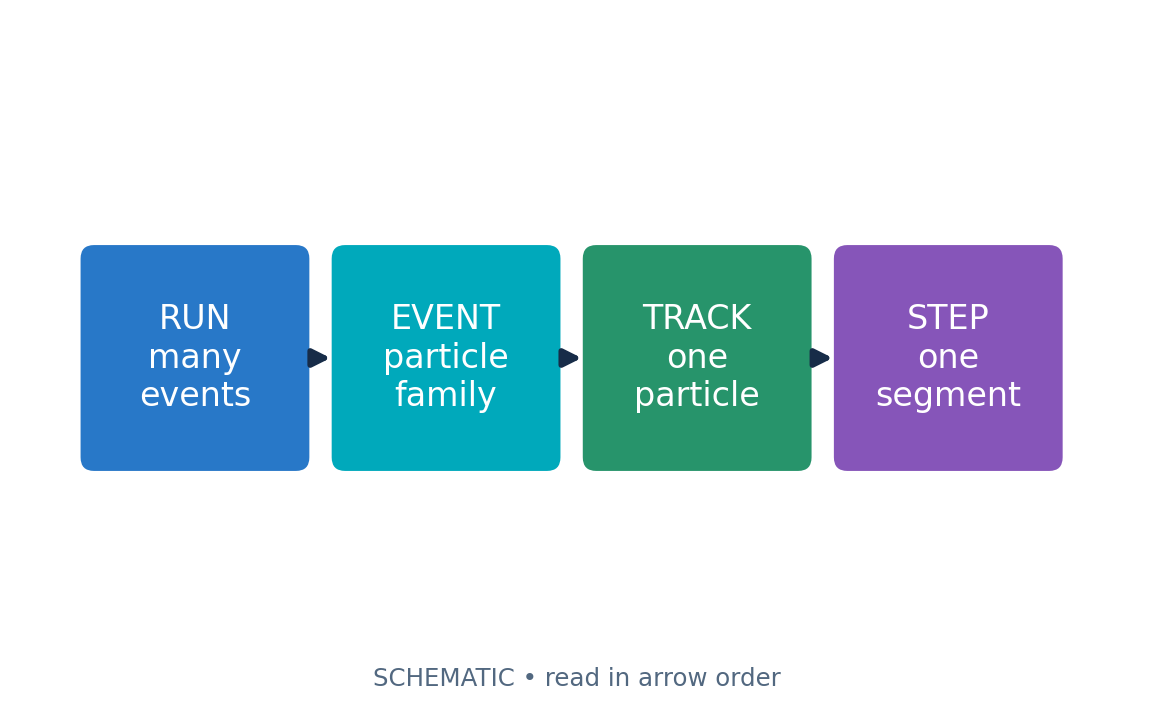 RUN
many
events
EVENT
particle
family
TRACK
one
particle
STEP
one
segment
SCHEMATIC • read in arrow order